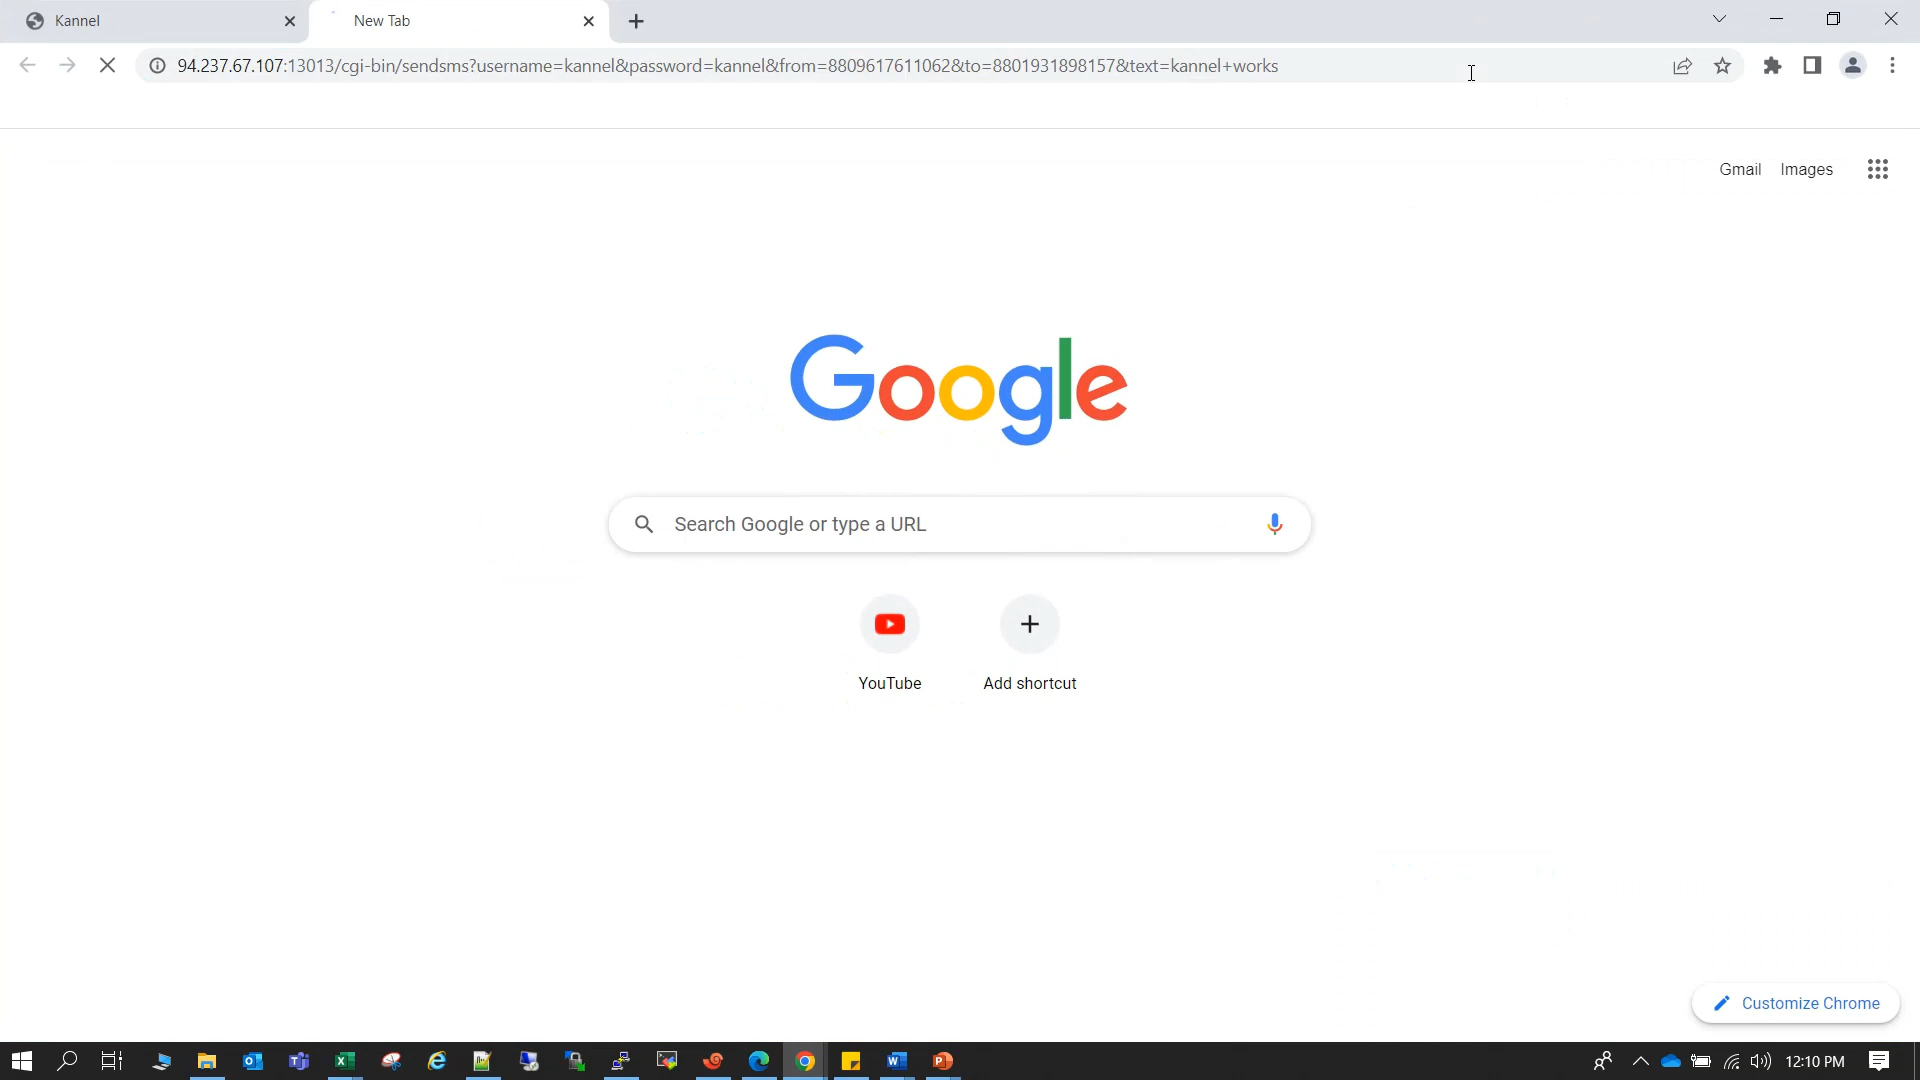 Kannel
New Tab
94.237.67.107:13013/cgi-bin/sendsms?username=kannel&password=kannel&from=8809617611062&to=8801931898157&text=kannel+works
Gmail
Images
Google
Search Google or type a URL
YouTube
Add shortcut
Customize Chrome
12:10 PM